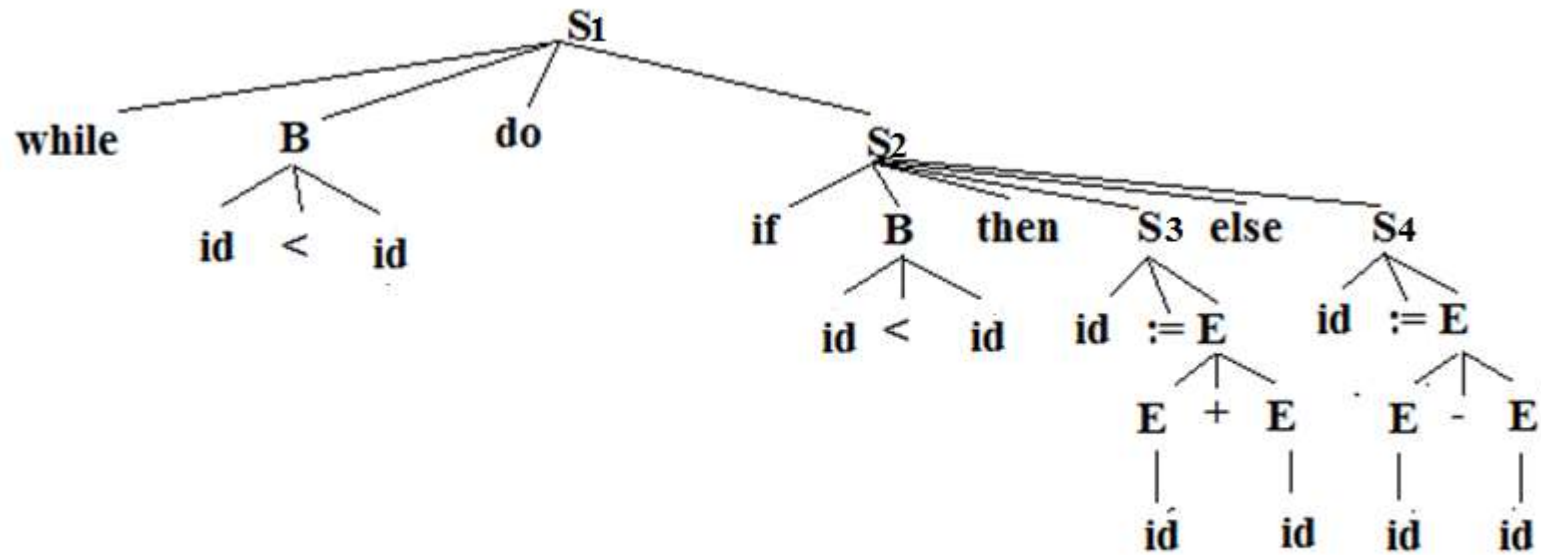 S1
while B do S2
id < id if B then S3 else S4
id < id id := E id := E
E + E E - E
id id id id